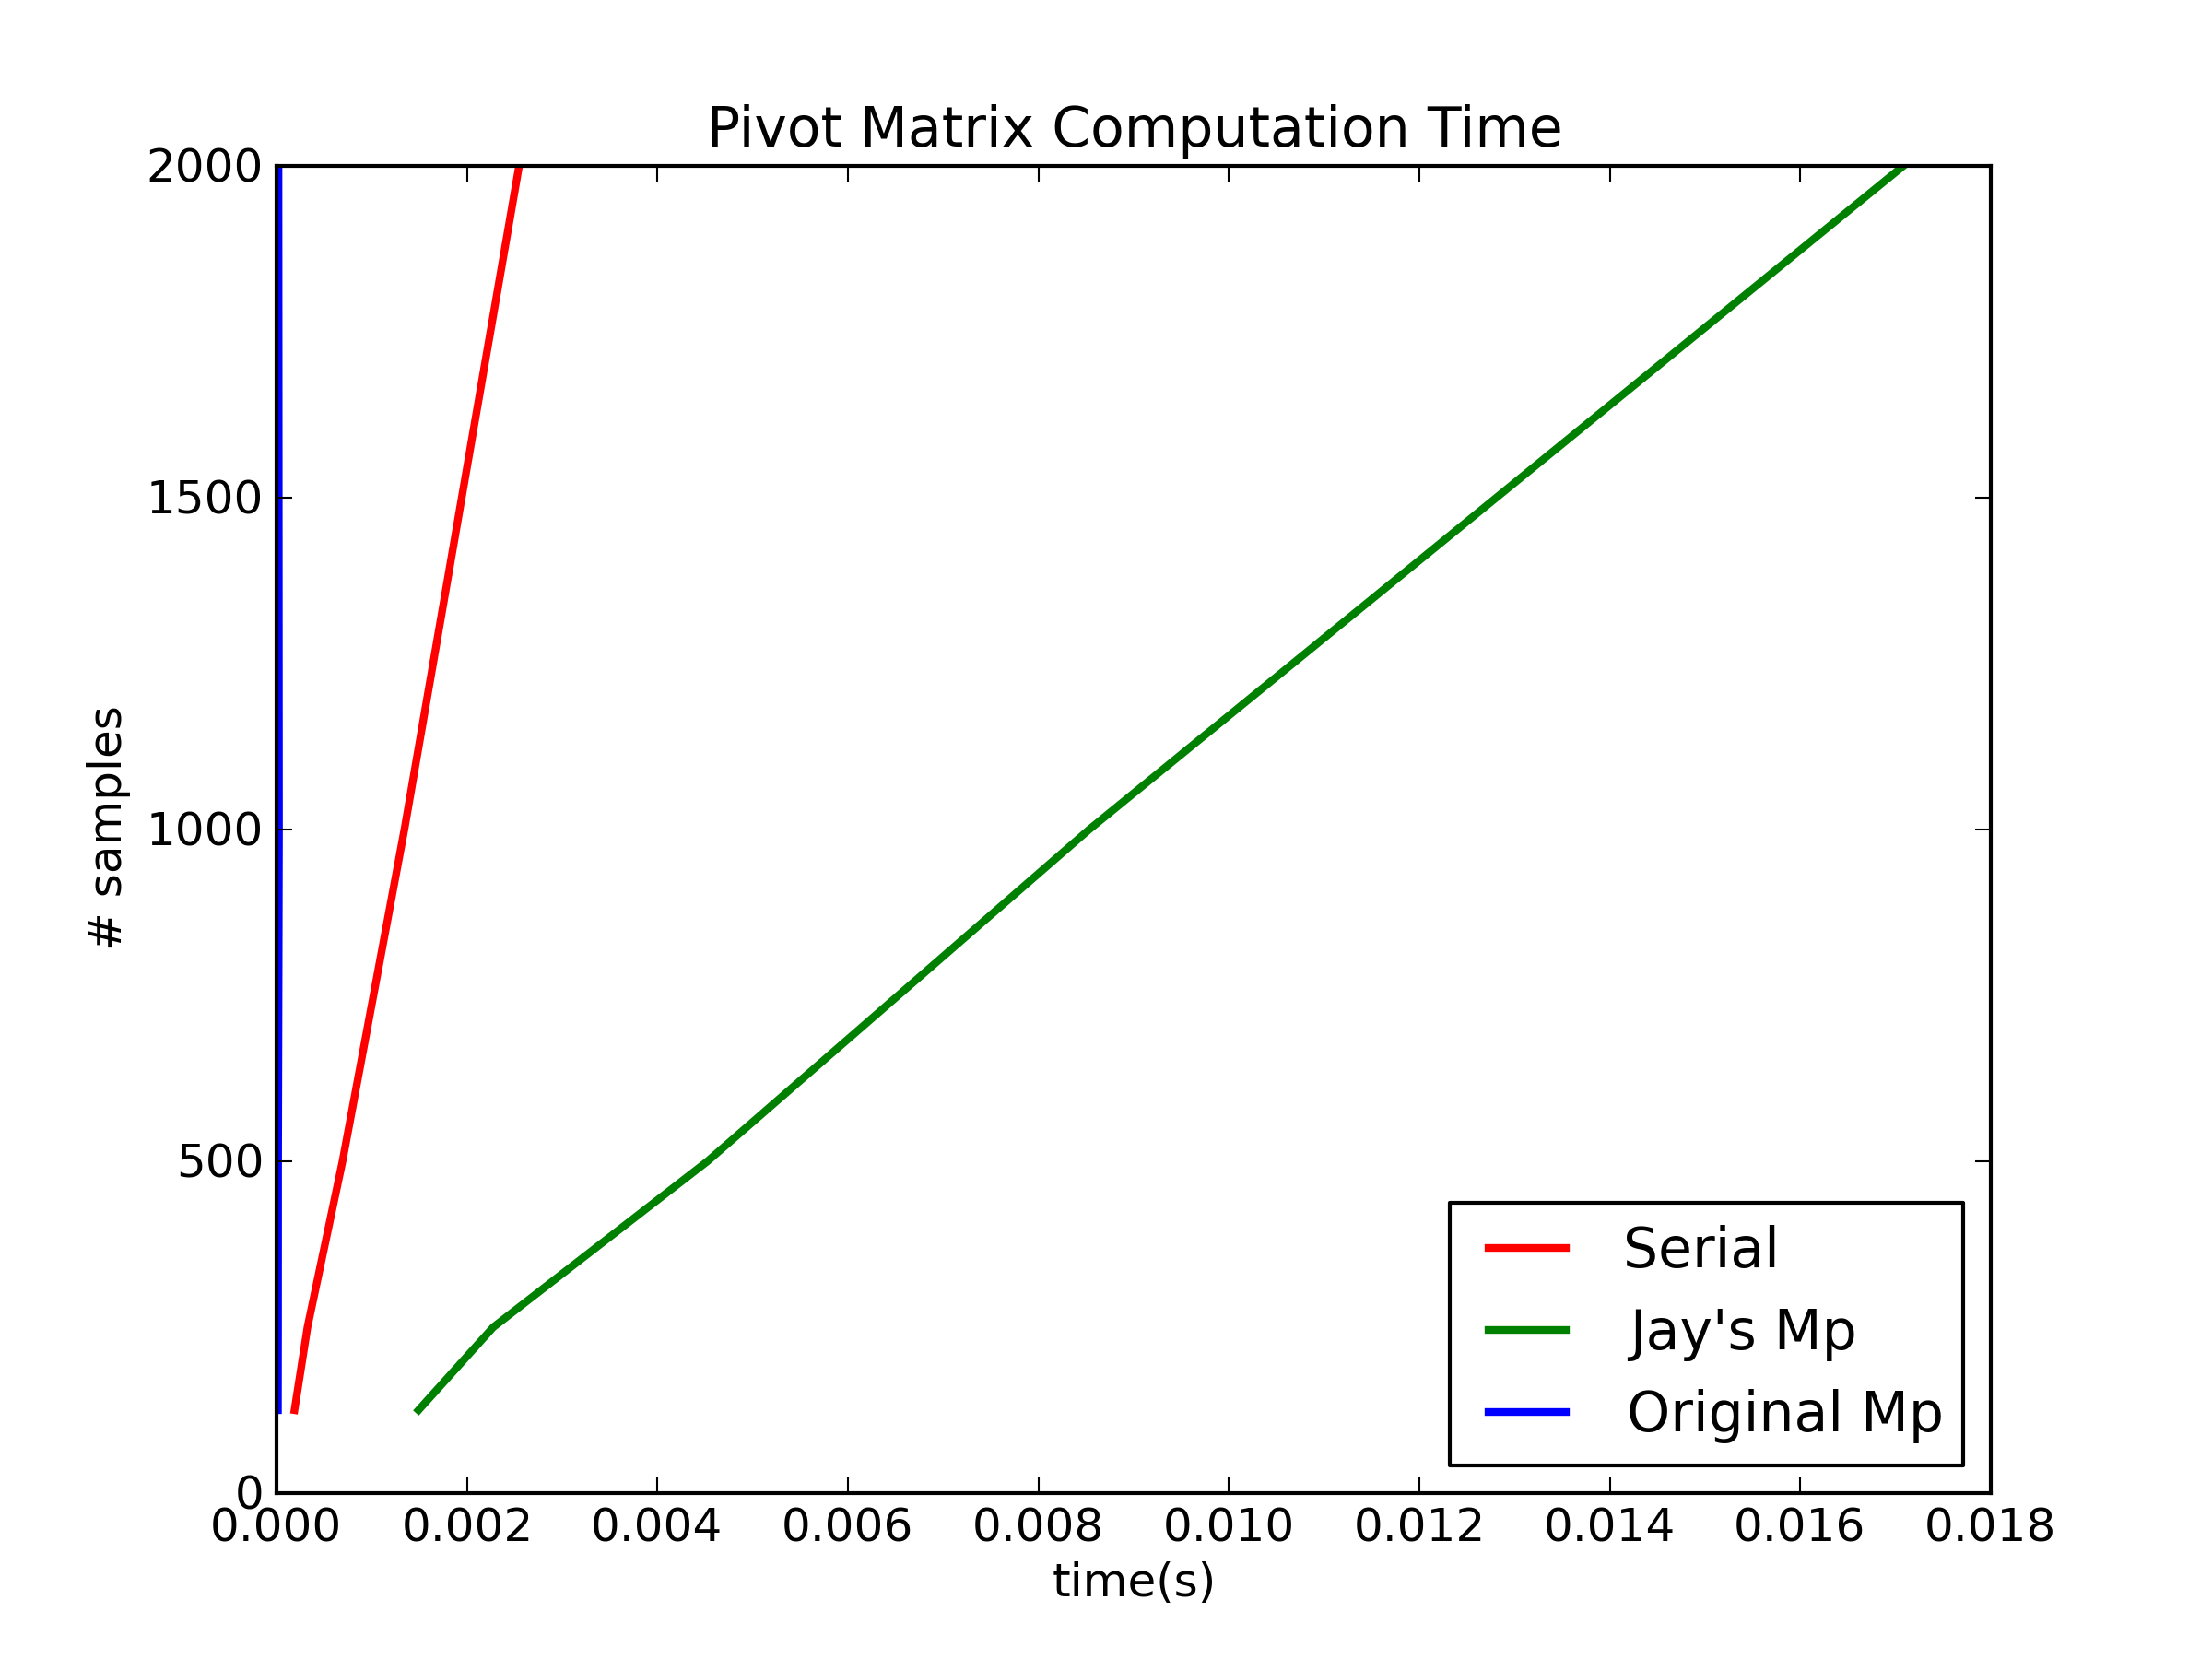 Pivot Matrix Computation Time
2000
1500
1000
500
0
# samples
0.000 0.002 0.004 0.006 0.008 0.010 0.012 0.014 0.016 0.018
time(s)
Serial
Jay's Mp
Original Mp